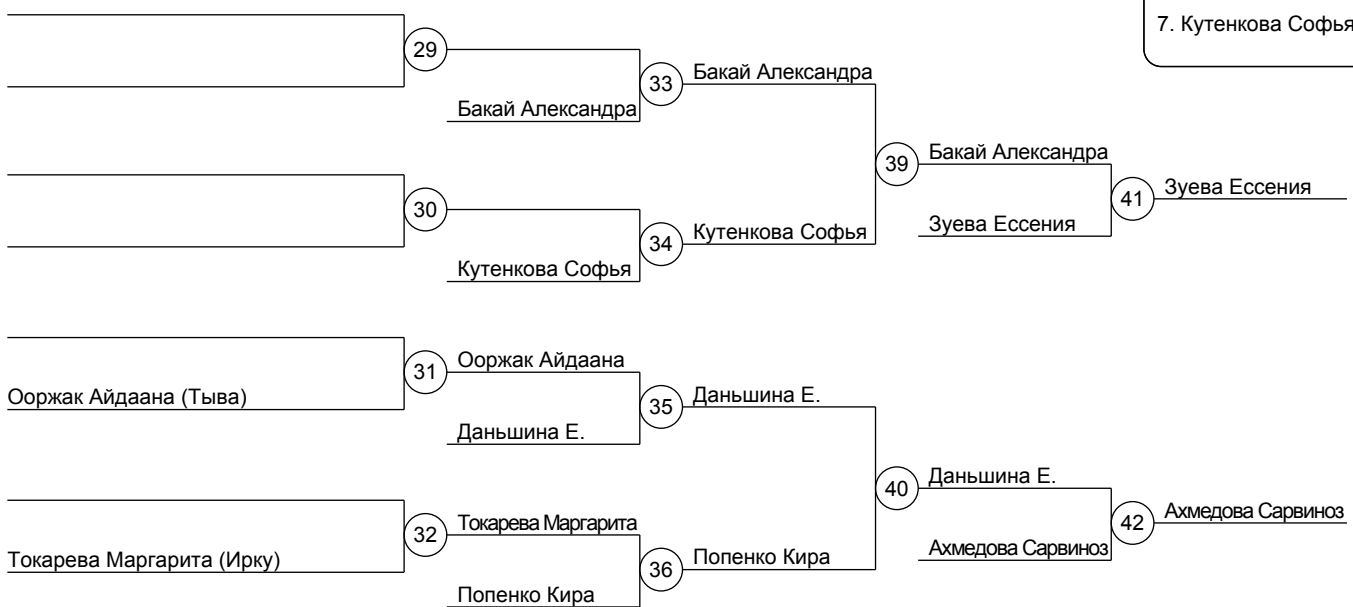 7. Кутенкова Софья
29
Бакай Александра
33
Бакай Александра
30
Кутенкова Софья
34
Кутенкова Софья
39
Бакай Александра
Зуева Ессения
41
Зуева Ессения
Ооржак Айдаана (Тыва)
31
Ооржак Айдаана
Даньшина Е.
35
Даньшина Е.
Токарева Маргарита (Ирку)
32
Токарева Маргарита
Попенко Кира
36
Попенко Кира
40
Даньшина Е.
Ахмедова Сарвиноз
42
Ахмедова Сарвиноз